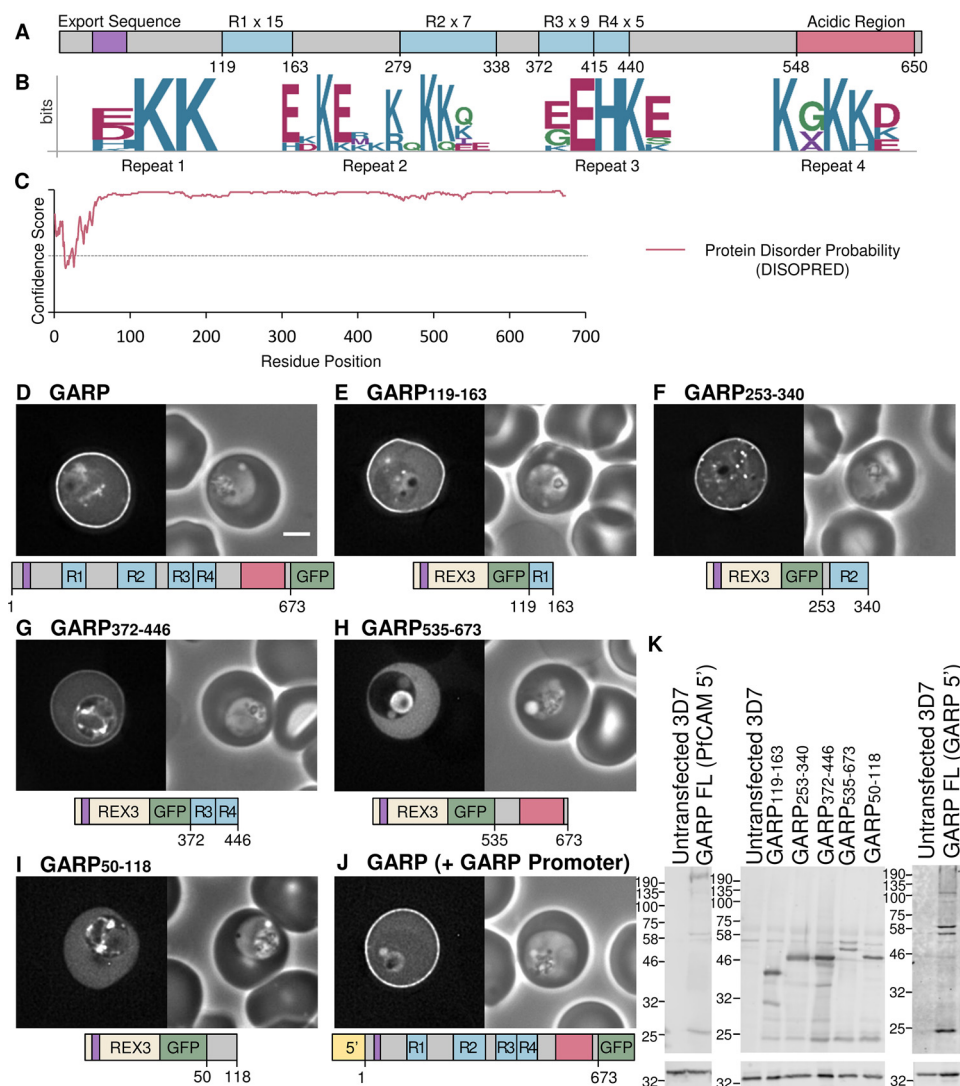 A
Export Sequence R1 x 15 R2 x 7 R3 x 9 R4 x 5 Acidic Region
119 163 279 338 372 415 440 548 650
B
bits
Repeat 1 Repeat 2 Repeat 3 Repeat 4
C
Confidence Score
0 100 200 300 400 500 600 700
Residue Position
Protein Disorder Probability
(DISOPRED)
D GARP
R1 R2 R3 R4 GFP
1 673
E GARP119-163
REX3 GFP R1
119 163
F GARP253-340
REX3 GFP R2
253 340
G GARP372-446
REX3 GFP R3 R4
372 446
H GARP535-673
REX3 GFP
535 673
I GARP50-118
REX3 GFP
50 118
J GARP (+ GARP Promoter)
5' R1 R2 R3 R4 GFP
1 673
K
Untransfected 3D7
GARP FL (PfCAM 5')
190
135
100
75
58
46
32
25
32
Untransfected 3D7
GARP119-163
GARP253-340
GARP372-446
GARP535-673
GARP50-118
190
135
100
75
58
46
32
25
32
Untransfected 3D7
GARP FL (GARP 5')
190
135
100
75
58
46
32
25
32